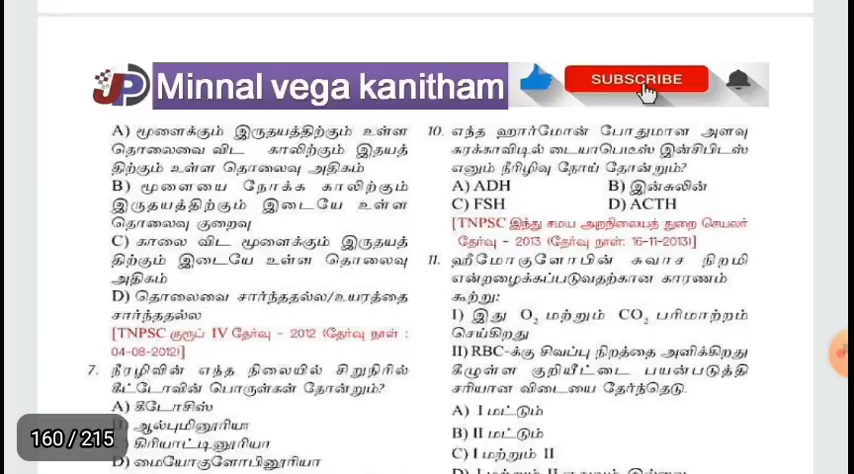 JP Minnal vega kanitham
SUBSCRIBE
A) மூளைக்கும் இருதயத்திற்கும் உள்ள
தொலைவை விட காலிற்கும் இதயத்
திற்கும் உள்ள தொலைவு அதிகம்
B) மூளையை நோக்க காலிற்கும்
இருதயத்திற்கும் இடையே உள்ள
தொலைவு குறைவு
C) காலை விட மூளைக்கும் இருதயத்
திற்கும் இடையே உள்ள தொலைவு
அதிகம்
D) தொலைவை சார்ந்ததல்ல/உயரத்தை
சார்ந்ததல்ல
[TNPSC குரூப் IV தேர்வு - 2012 (தேர்வு நாள் :
04-08-2012)]
7. நீரழிவின் எந்த நிலையில் சிறுநீரில்
கீட்டோவின் பொருள்கள் தோன்றும்?
A) கீடோசிஸ்
ஆல்புமினூரியா
கிரியாட்டினூரியா
D) மையோகுளோபினூரியா
160 / 215
10. எந்த ஹார்மோன் போதுமான அளவு
சுரக்காவிடில் டையாபெடீஸ் இன்சிபிடஸ்
எனும் நீரிழிவு நோய் தோன்றும்?
A) ADH B) இன்சுலின்
C) FSH D) ACTH
[TNPSC இந்து சமய அறநிலையத் துறை செயலர்
தேர்வு - 2013 (தேர்வு நாள்: 16-11-2013)]
11. ஹீமோகுளோபின் சுவாச நிறமி
என்றழைக்கப்படுவதற்கான காரணம்
கூற்று:
I) இது O₂ மற்றும் CO₂ பரிமாற்றம்
செய்கிறது
II) RBC-க்கு சிவப்பு நிறத்தை அளிக்கிறது
கீழுள்ள குறியீட்டை பயன்படுத்தி
சரியான விடையை தேர்ந்தெடு.
A) I மட்டும்
B) II மட்டும்
C) I மற்றும் II